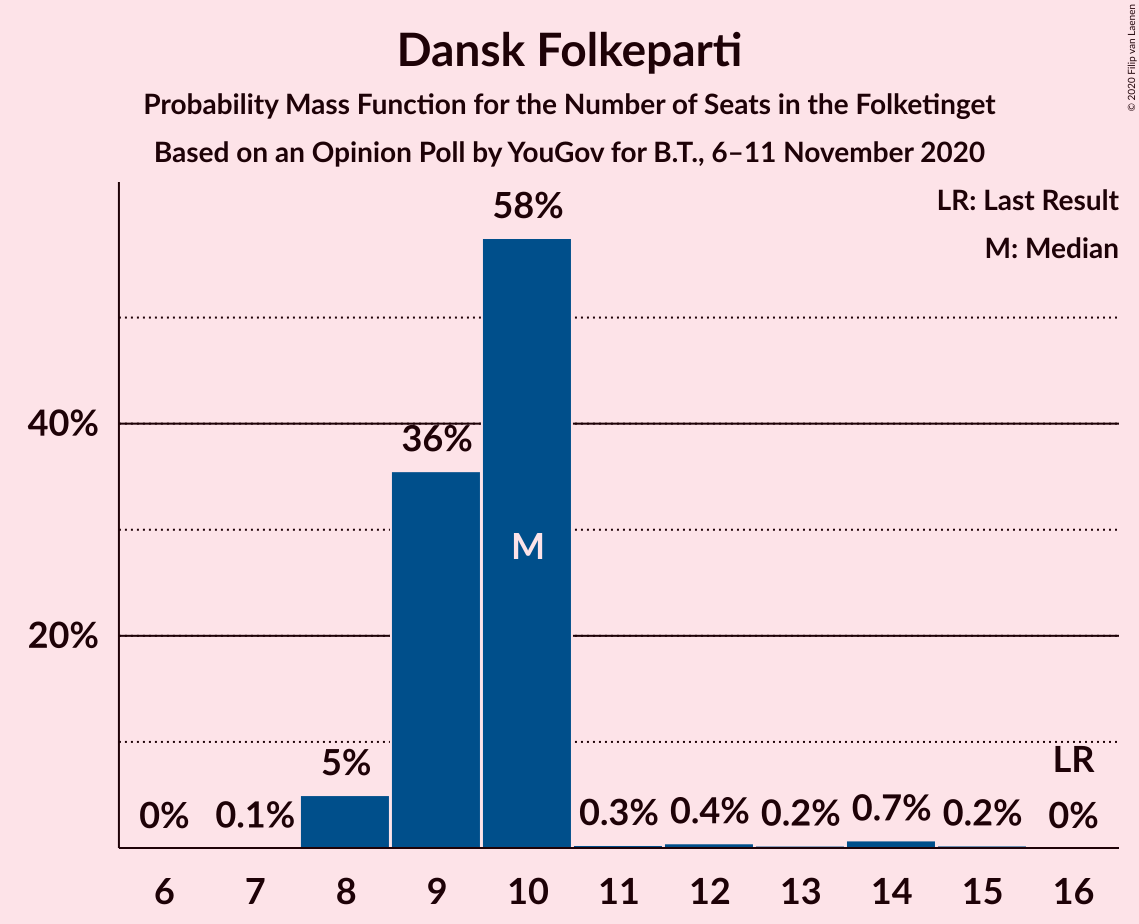 Dansk Folkeparti
Probability Mass Function for the Number of Seats in the Folketinget
Based on an Opinion Poll by YouGov for B.T., 6–11 November 2020
© 2020 Filip van Laenen
LR: Last Result
M: Median
58%
40%
36%
M
20%
5%
LR
0%
0.1%
0.3%
0.4%
0.2%
0.7%
0.2%
0%
6 7 8 9 10 11 12 13 14 15 16